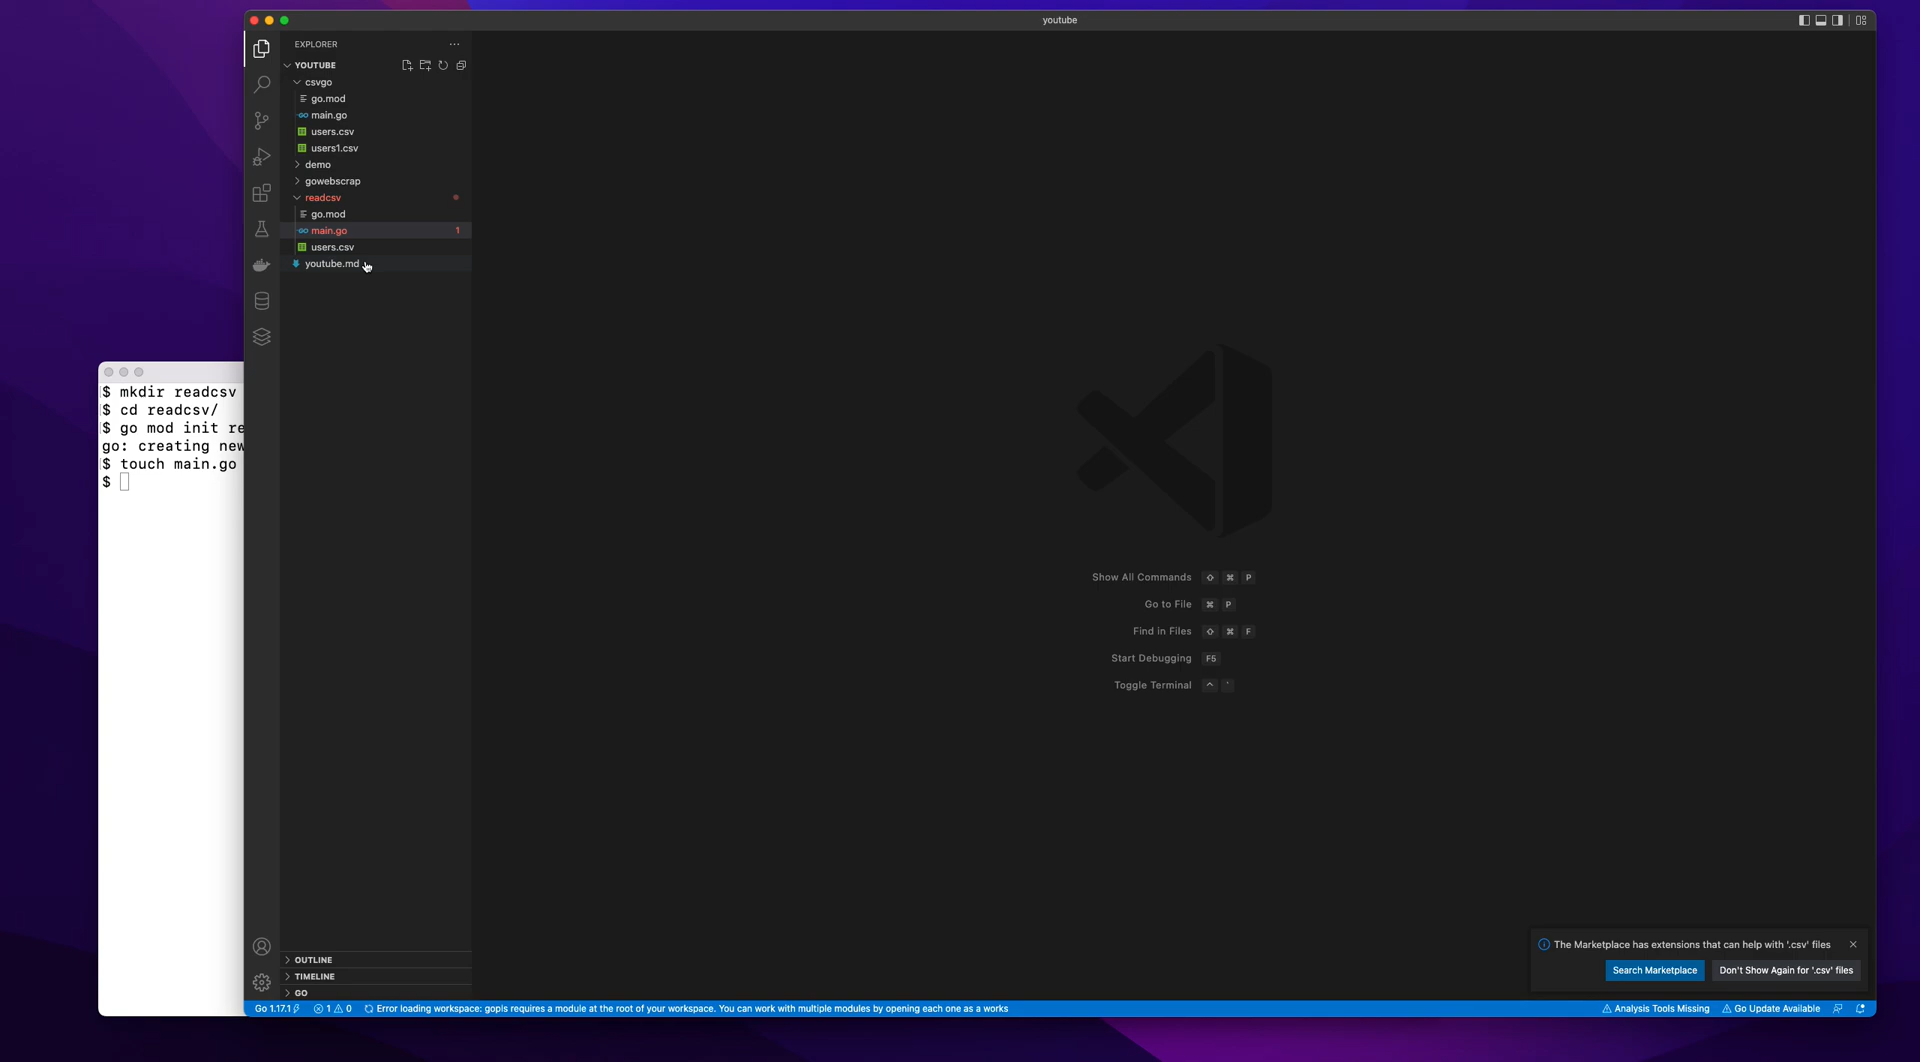 youtube
EXPLORER
YOUTUBE
csvgo
go.mod
main.go
users.csv
users1.csv
demo
gowebscrap
readcsv
go.mod
main.go 1
users.csv
youtube.md
$ mkdir readcsv
$ cd readcsv/
$ go mod init re
go: creating new
$ touch main.go
$
Show All Commands ⇧ ⌘ P
Go to File ⌘ P
Find in Files ⇧ ⌘ F
Start Debugging F5
Toggle Terminal ^ `
OUTLINE
TIMELINE
GO
The Marketplace has extensions that can help with '.csv' files
Search Marketplace Don't Show Again for '.csv' files
Go 1.17.1 1 0 Error loading workspace: gopls requires a module at the root of your workspace. You can work with multiple modules by opening each one as a works
Analysis Tools Missing Go Update Available